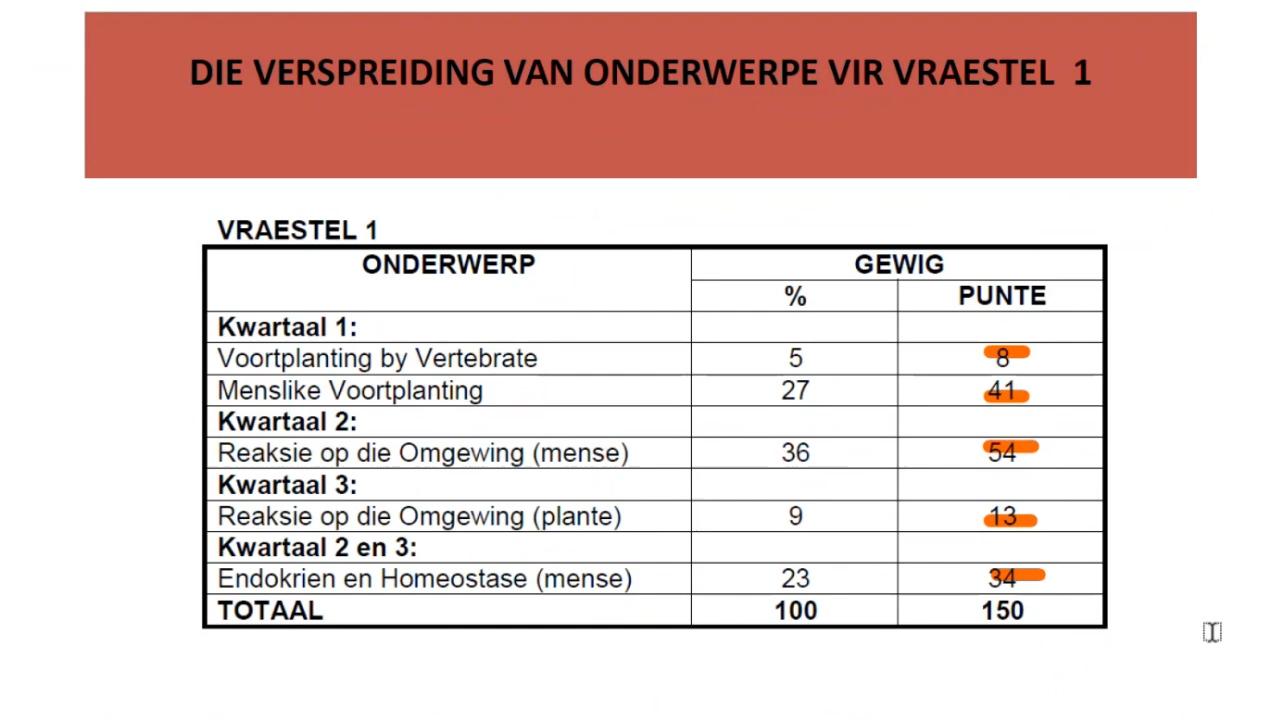 DIE VERSPREIDING VAN ONDERWERPE VIR VRAESTEL 1
VRAESTEL 1
ONDERWERP GEWIG
% PUNTE
Kwartaal 1:
Voortplanting by Vertebrate 5 8
Menslike Voortplanting 27 41
Kwartaal 2:
Reaksie op die Omgewing (mense) 36 54
Kwartaal 3:
Reaksie op die Omgewing (plante) 9 13
Kwartaal 2 en 3:
Endokrien en Homeostase (mense) 23 34
TOTAAL 100 150